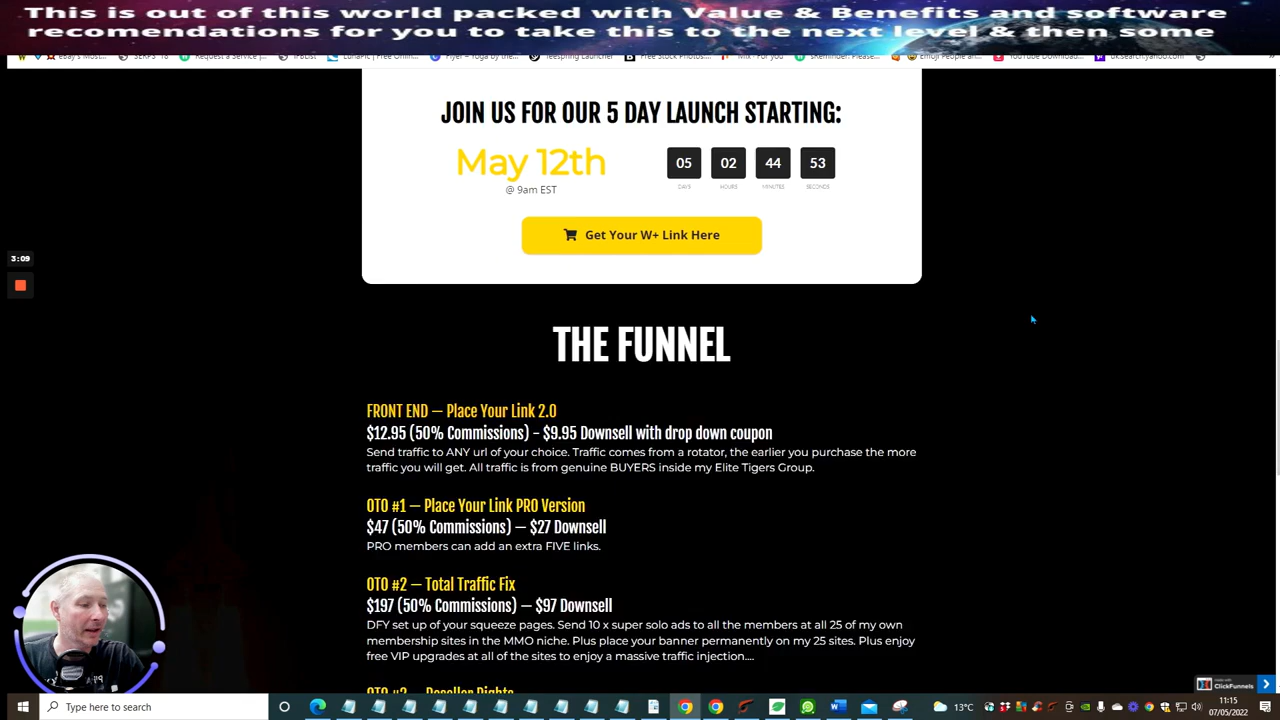 This is out of this world packed with Value & Benefits and software
recomendations for you to take this to the next level & then some
JOIN US FOR OUR 5 DAY LAUNCH STARTING:
May 12th
@ 9am EST
05 02 44 53
DAYS HOURS MINUTES SECONDS
Get Your W+ Link Here
3:09
THE FUNNEL
FRONT END — Place Your Link 2.0
$12.95 (50% Commissions) - $9.95 Downsell with drop down coupon
Send traffic to ANY url of your choice. Traffic comes from a rotator, the earlier you purchase the more
traffic you will get. All traffic is from genuine BUYERS inside my Elite Tigers Group.
OTO #1 — Place Your Link PRO Version
$47 (50% Commissions) — $27 Downsell
PRO members can add an extra FIVE links.
OTO #2 — Total Traffic Fix
$197 (50% Commissions) — $97 Downsell
DFY set up of your squeeze pages. Send 10 x super solo ads to all the members at all 25 of my own
membership sites in the MMO niche. Plus place your banner permanently on my 25 sites. Plus enjoy
free VIP upgrades at all of the sites to enjoy a massive traffic injection....
ClickFunnels
Type here to search
13°C
11:15
07/05/2022